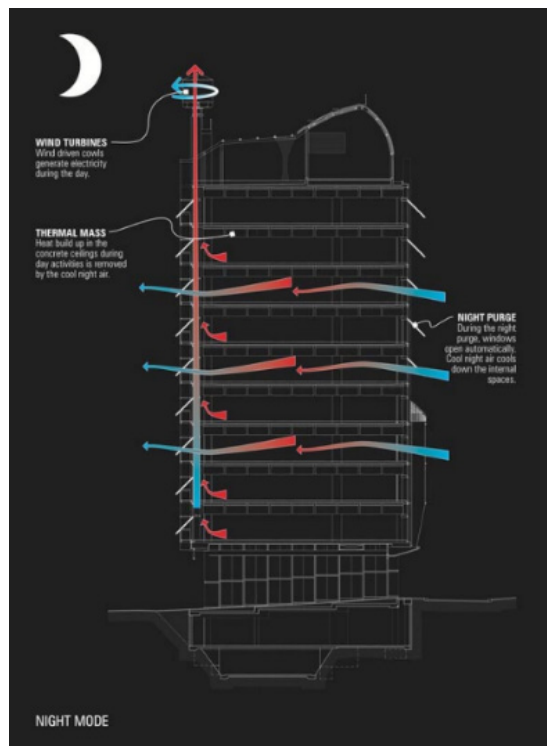 WIND TURBINES
Wind driven cowls
generate electricity
during the day.
THERMAL MASS
Heat build up in the
concrete ceilings during
day activities is removed
by the cool night air.
NIGHT PURGE
During the night
purge, windows
open automatically.
Cool night air cools
down the internal
spaces.
NIGHT MODE